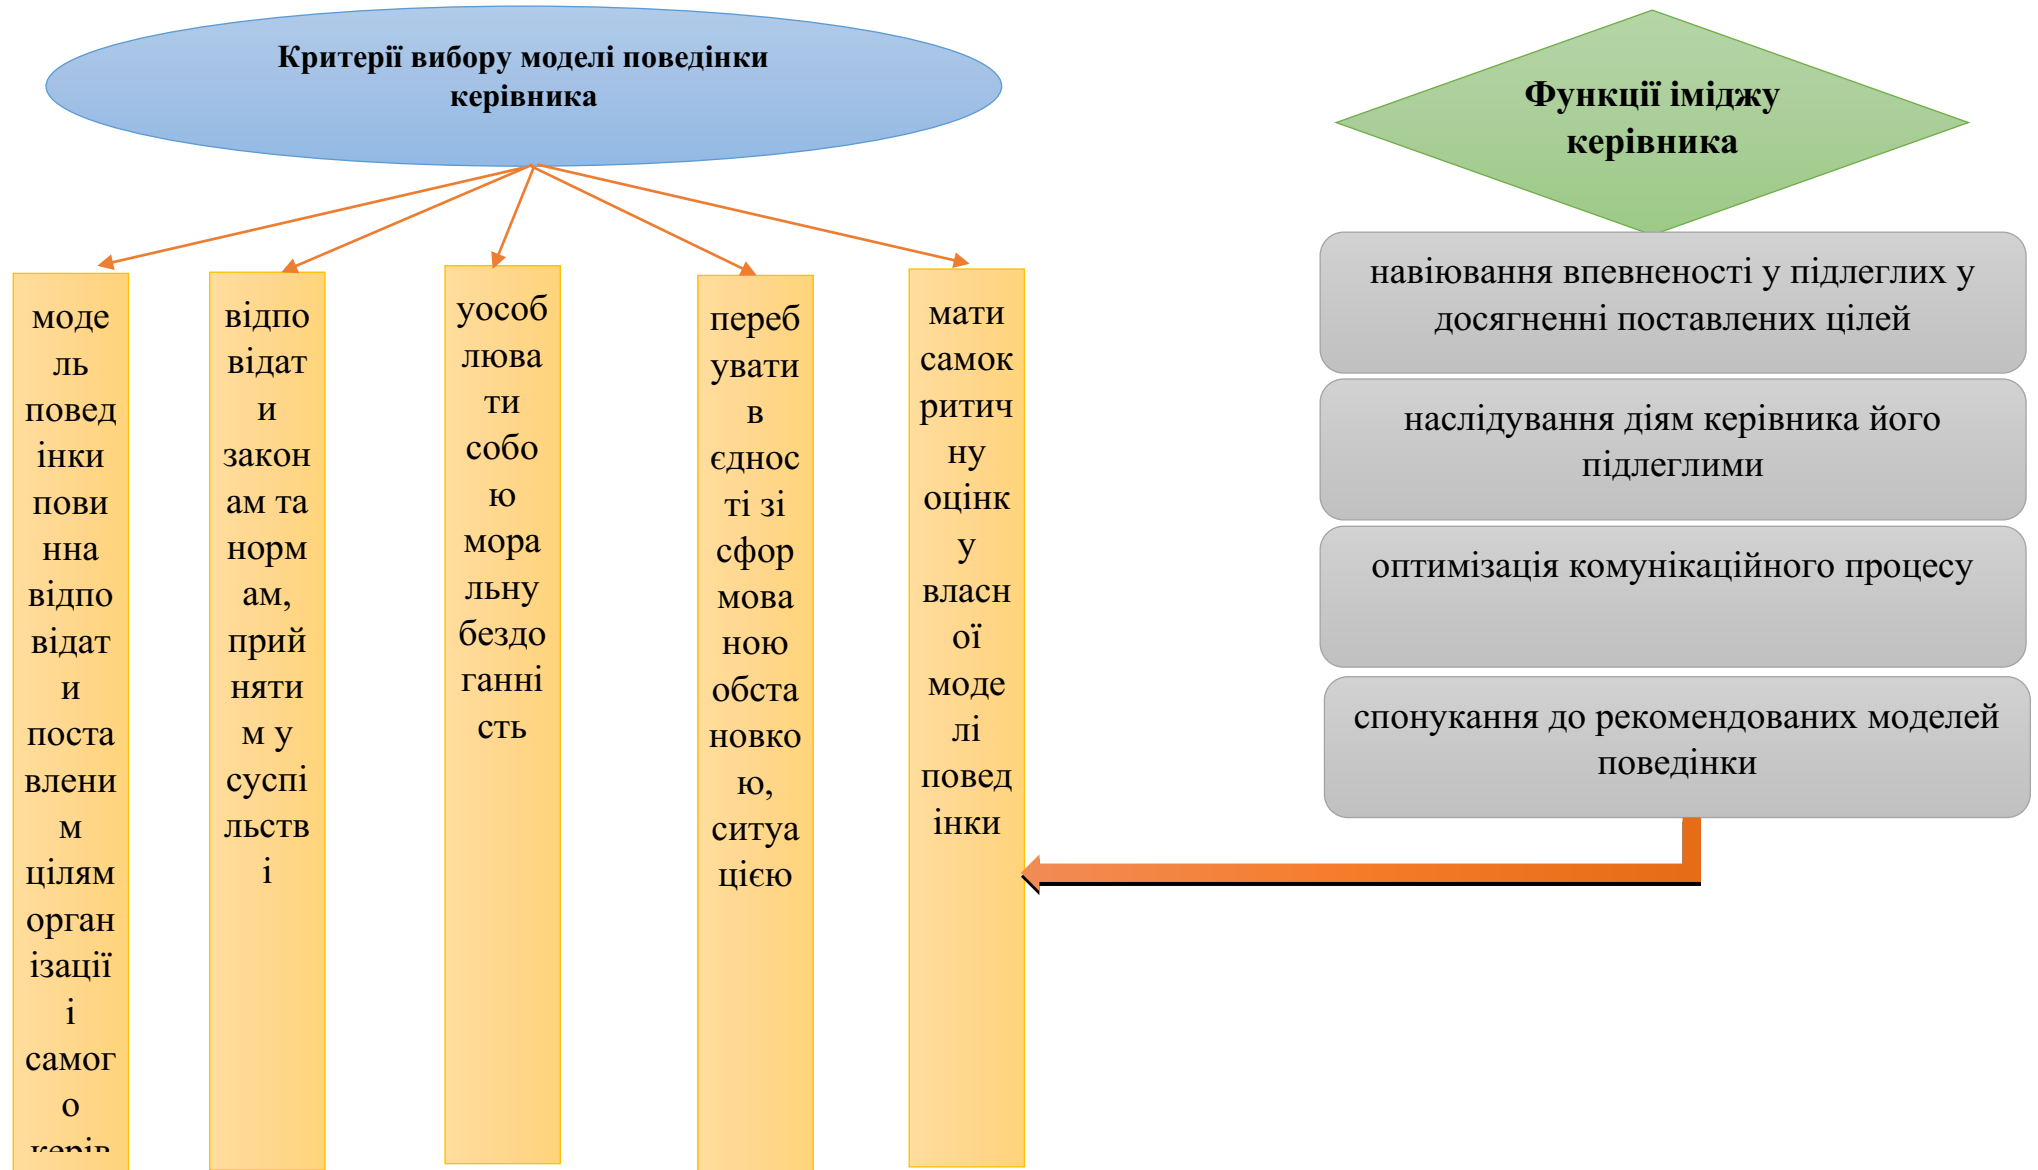 Критерії вибору моделі поведінки
керівника
моде
ль
повед
інки
пови
нна
відпо
відат
и
поста
влени
м
цілям
орган
ізації
і
самог
о
керів
відпо
відат
и
закон
ам та
норм
ам,
прий
няти
м у
суспі
льств
і
уособ
люва
ти
собо
ю
мора
льну
бездо
ганні
сть
переб
увати
в
єднос
ті зі
сфор
мова
ною
обста
новко
ю,
ситуа
цією
мати
самок
ритич
ну
оцінк
у
власн
ої
моде
лі
повед
інки
Функції іміджу
керівника
навіювання впевненості у підлеглих у
досягненні поставлених цілей
наслідування діям керівника його
підлеглими
оптимізація комунікаційного процесу
спонукання до рекомендованих моделей
поведінки